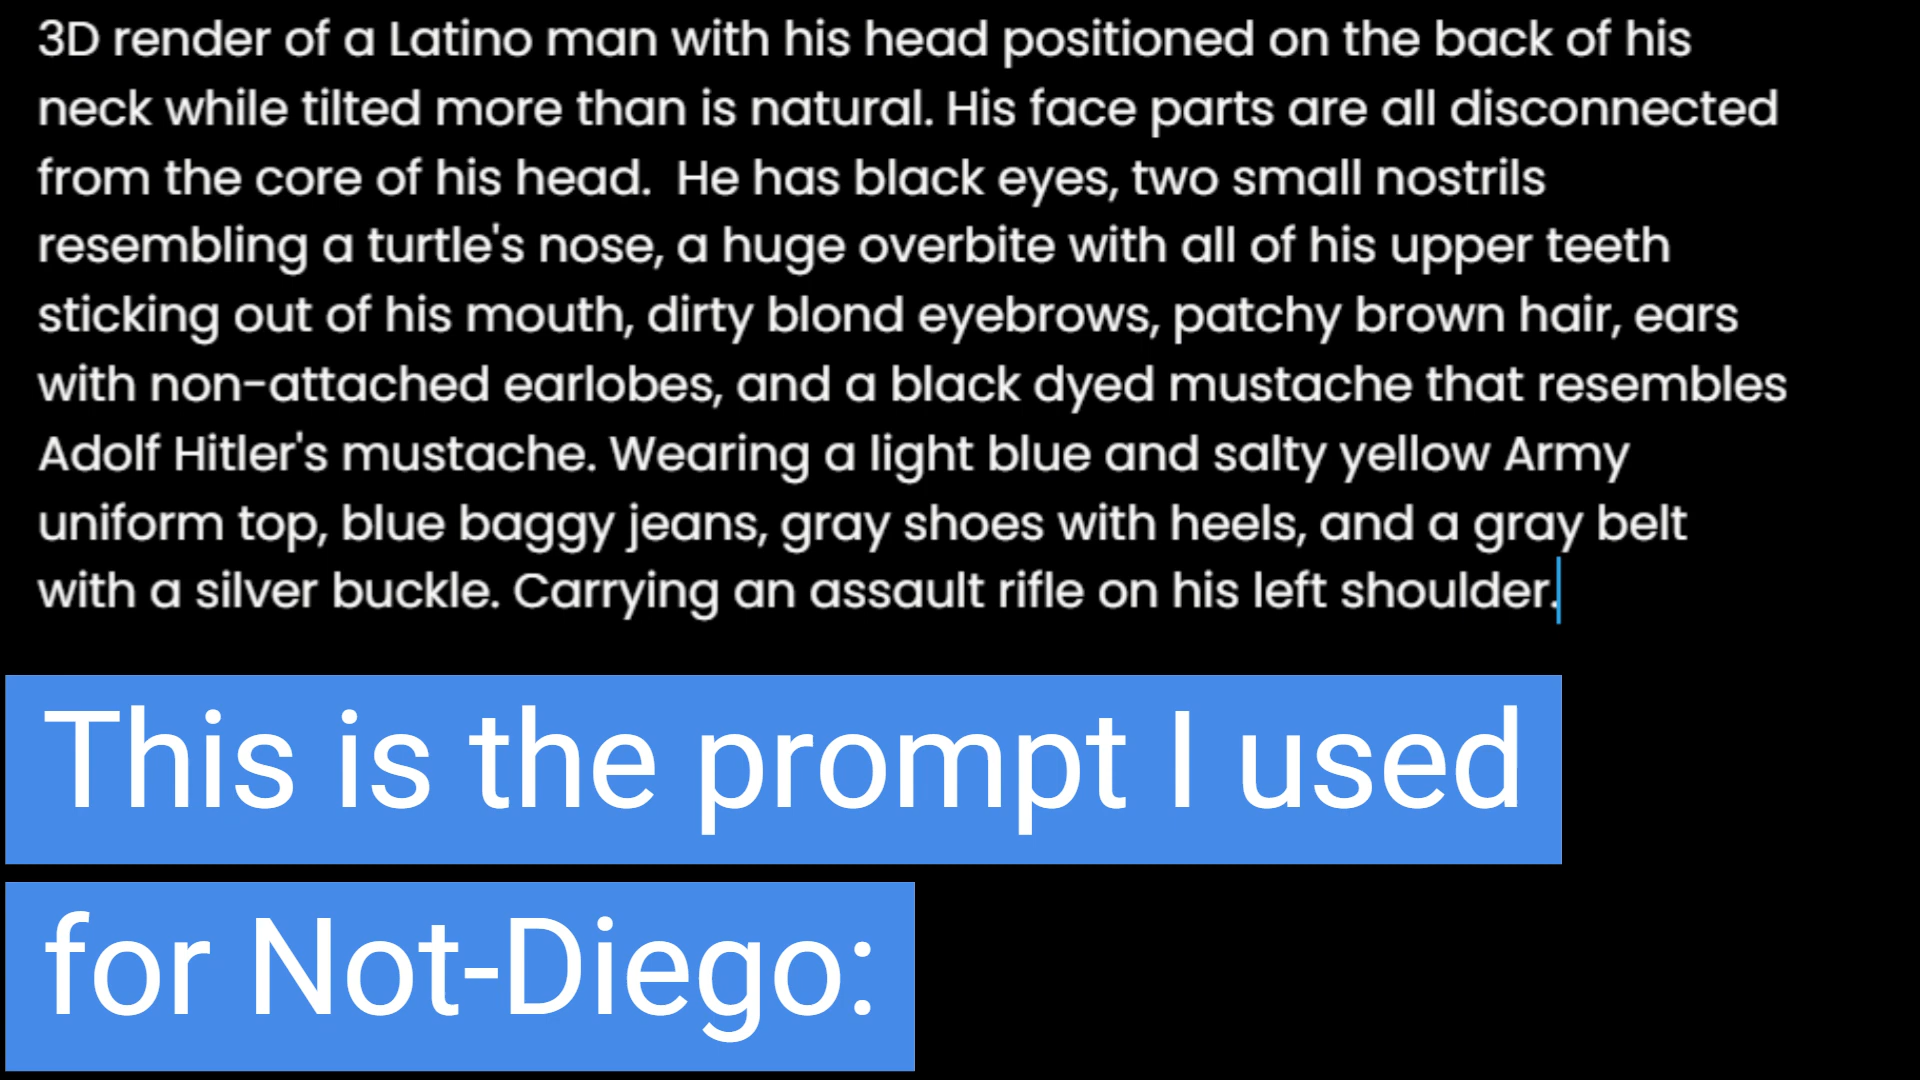 3D render of a Latino man with his head positioned on the back of his
neck while tilted more than is natural. His face parts are all disconnected
from the core of his head.  He has black eyes, two small nostrils
resembling a turtle's nose, a huge overbite with all of his upper teeth
sticking out of his mouth, dirty blond eyebrows, patchy brown hair, ears
with non-attached earlobes, and a black dyed mustache that resembles
Adolf Hitler's mustache. Wearing a light blue and salty yellow Army
uniform top, blue baggy jeans, gray shoes with heels, and a gray belt
with a silver buckle. Carrying an assault rifle on his left shoulder.
This is the prompt I used
for Not-Diego: